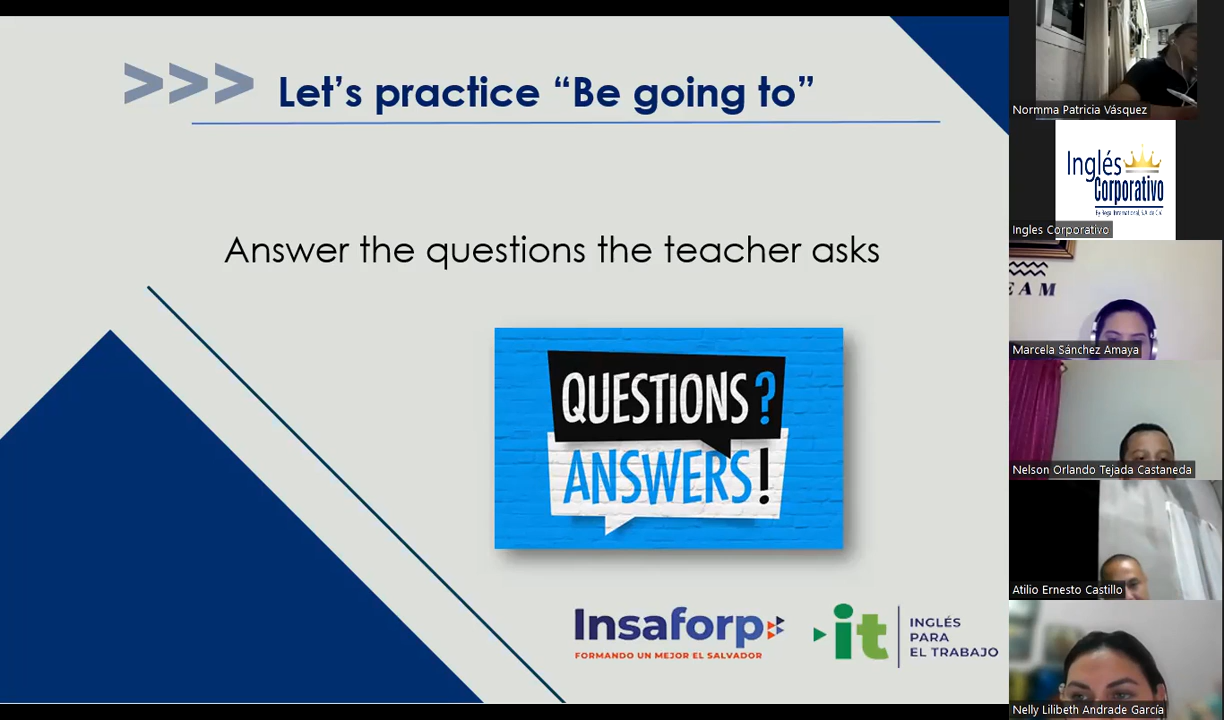 >>> Let's practice “Be going to”
Answer the questions the teacher asks
QUESTIONS?
ANSWERS!
Insaforp
FORMANDO UN MEJOR EL SALVADOR
it
INGLÉS
PARA
EL TRABAJO
Normma Patricia Vásquez
Inglés
Corporativo
Ingles Corporativo
EAM
Marcela Sánchez Amaya
Nelson Orlando Tejada Castaneda
Atilio Ernesto Castillo
Nelly Lilibeth Andrade García